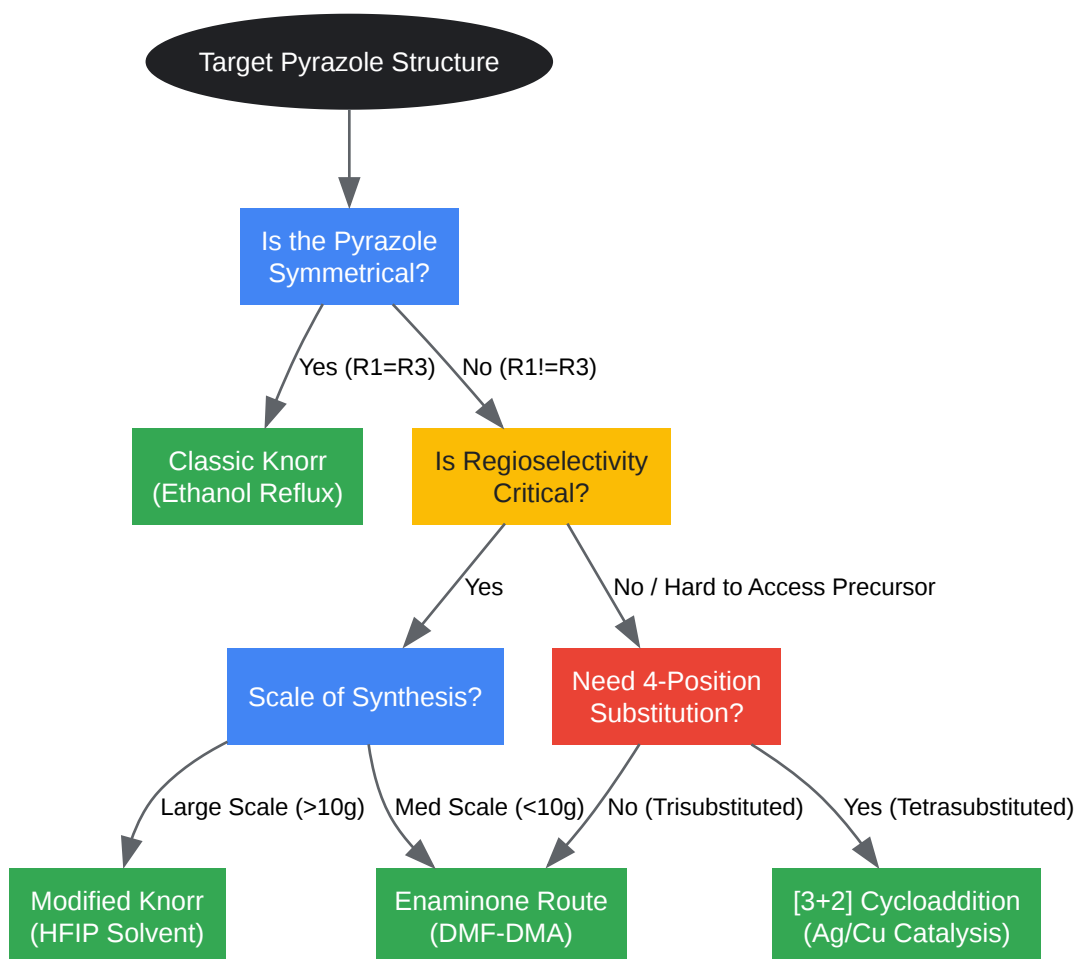 Target Pyrazole Structure
Is the Pyrazole
Symmetrical?
Yes (R1=R3)
No (R1!=R3)
Classic Knorr
(Ethanol Reflux)
Is Regioselectivity
Critical?
Yes
No / Hard to Access Precursor
Scale of Synthesis?
Need 4-Position
Substitution?
Large Scale (>10g)
Med Scale (<10g)
No (Trisubstituted)
Yes (Tetrasubstituted)
Modified Knorr
(HFIP Solvent)
Enaminone Route
(DMF-DMA)
[3+2] Cycloaddition
(Ag/Cu Catalysis)